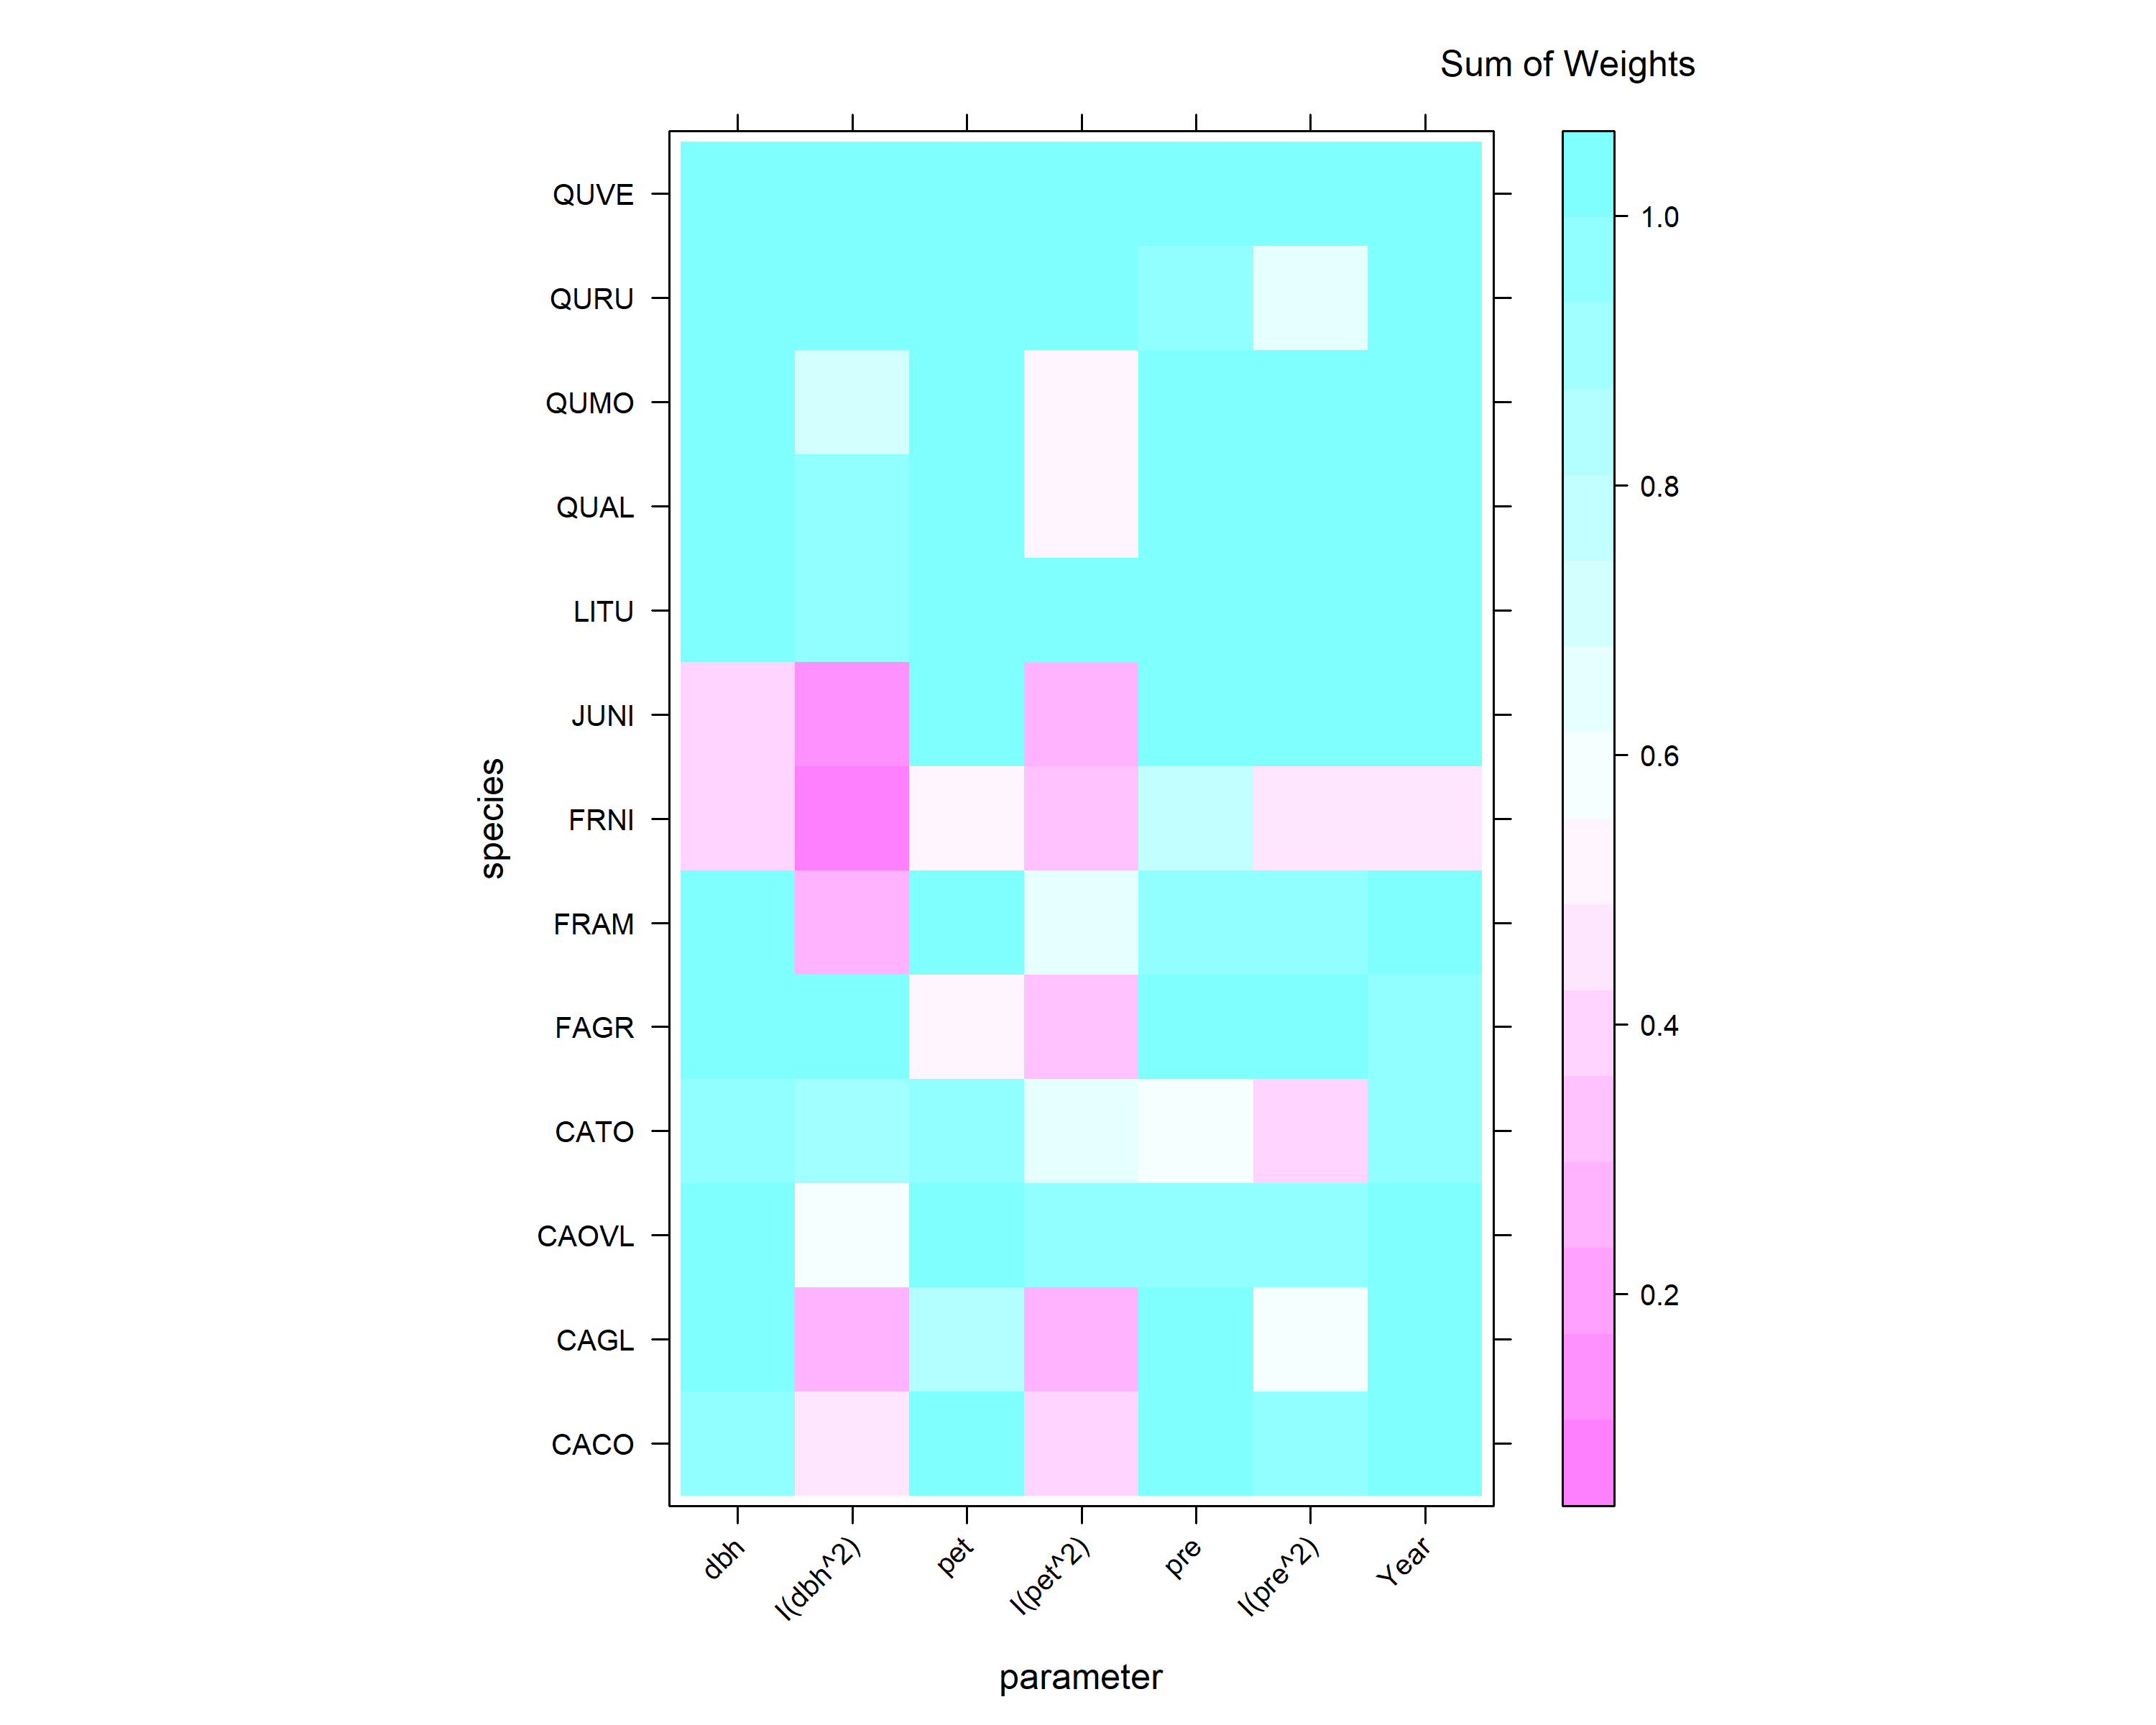 Sum of Weights
QUVE
QURU
QUMO
QUAL
LITU
JUNI
FRNI
FRAM
FAGR
CATO
CAOVL
CAGL
CACO
species
1.0
0.8
0.6
0.4
0.2
dbh
I(dbh^2)
pet
I(pet^2)
pre
I(pre^2)
Year
parameter